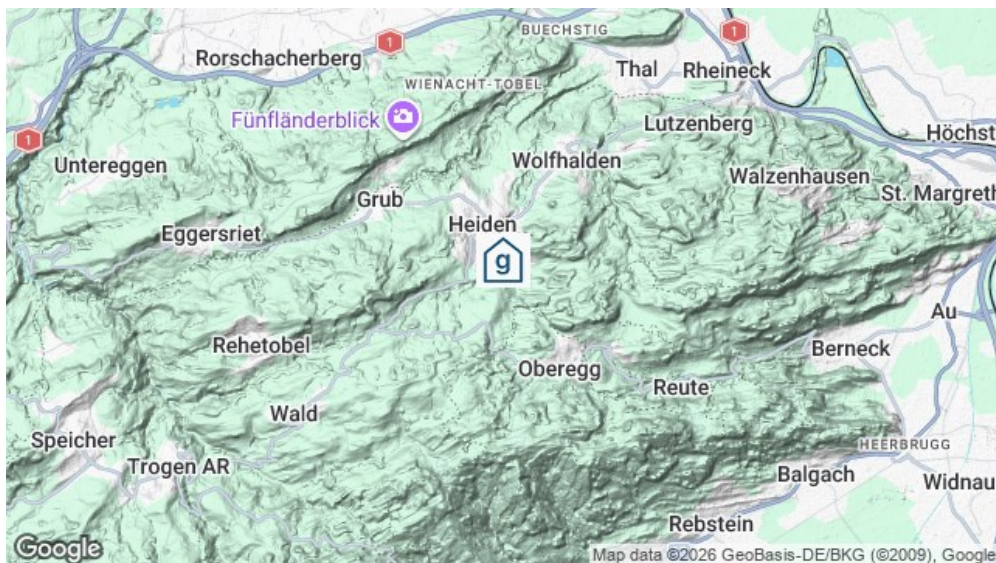 BUECHSTIG
1
1
Rorschacherberg
Thal
Rheineck
WIENACHT-TOBEL
Fünfländerblick
Lutzenberg
Höchst
1
Untereggen
Wolfhalden
Walzenhausen
St. Margreth
Grub
Heiden
Eggersriet
g
Au
Rehetobel
Berneck
Oberegg
Reute
Wald
Speicher
HEERBRUGG
Trogen AR
Balgach
Widnau
Rebstein
Google
Map data ©2026 GeoBasis-DE/BKG (©2009), Google